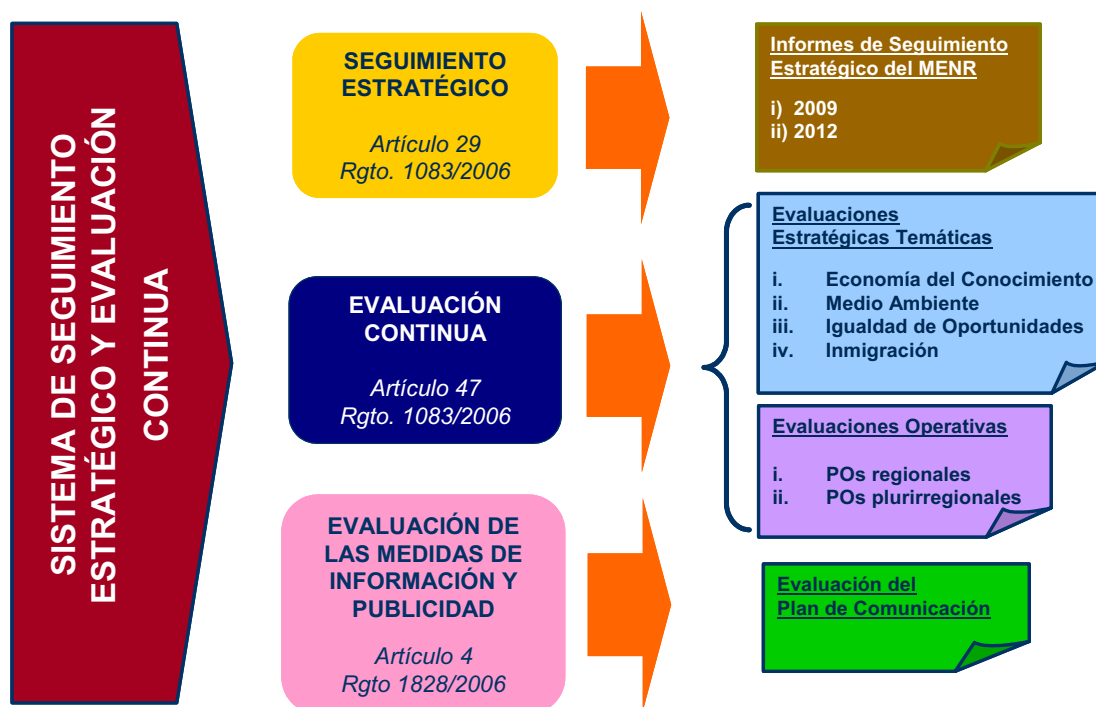 SISTEMA DE SEGUIMIENTO
ESTRATÉGICO Y EVALUACIÓN
CONTINUA
SEGUIMIENTO
ESTRATÉGICO
Artículo 29
Rgto. 1083/2006
Informes de Seguimiento
Estratégico del MENR
i) 2009
ii) 2012
EVALUACIÓN
CONTINUA
Artículo 47
Rgto. 1083/2006
Evaluaciones
Estratégicas Temáticas
i. Economía del Conocimiento
ii. Medio Ambiente
iii. Igualdad de Oportunidades
iv. Inmigración
Evaluaciones Operativas
i. POs regionales
ii. POs plurirregionales
EVALUACIÓN DE
LAS MEDIDAS DE
INFORMACIÓN Y
PUBLICIDAD
Artículo 4
Rgto 1828/2006
Evaluación del
Plan de Comunicación